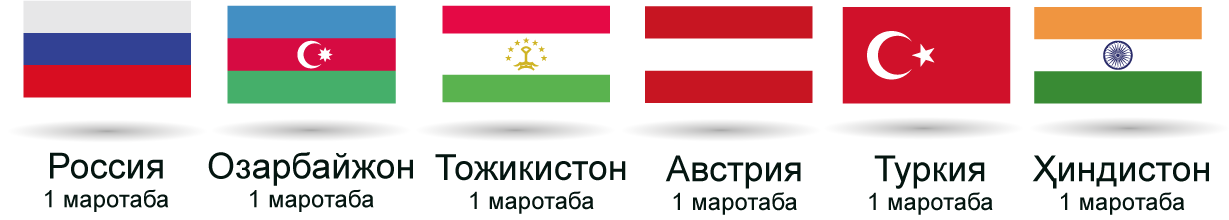 Россия Озарбайжон Тожикистон Австрия Туркия Ҳиндистон
1 маротаба 1 маротаба 1 маротаба 1 маротаба 1 маротаба 1 маротаба